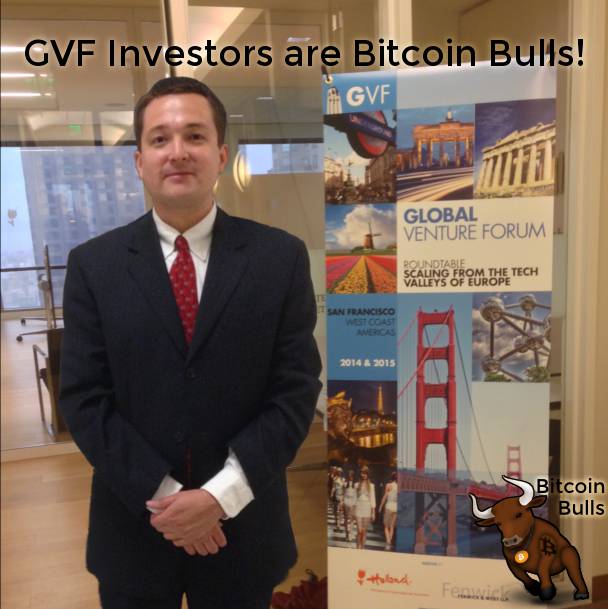 GVF Investors are Bitcoin Bulls!
GVF
GLOBAL
VENTURE FORUM
ROUNDTABLE
SCALING FROM THE TECH
VALLEYS OF EUROPE
SAN FRANCISCO
WEST COAST
AMERICAS
2014 & 2015
Holland
Fenwick
FENWICK & WEST LLP
Bitcoin
Bulls